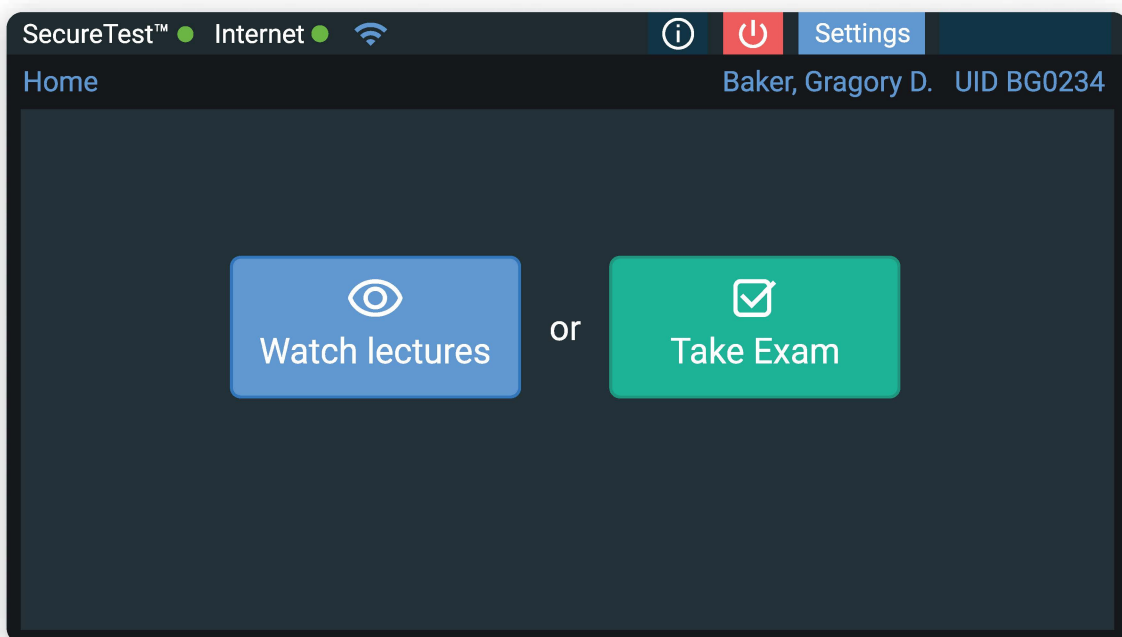 SecureTest™ Internet Settings
Home Baker, Gragory D. UID BG0234
Watch lectures or Take Exam